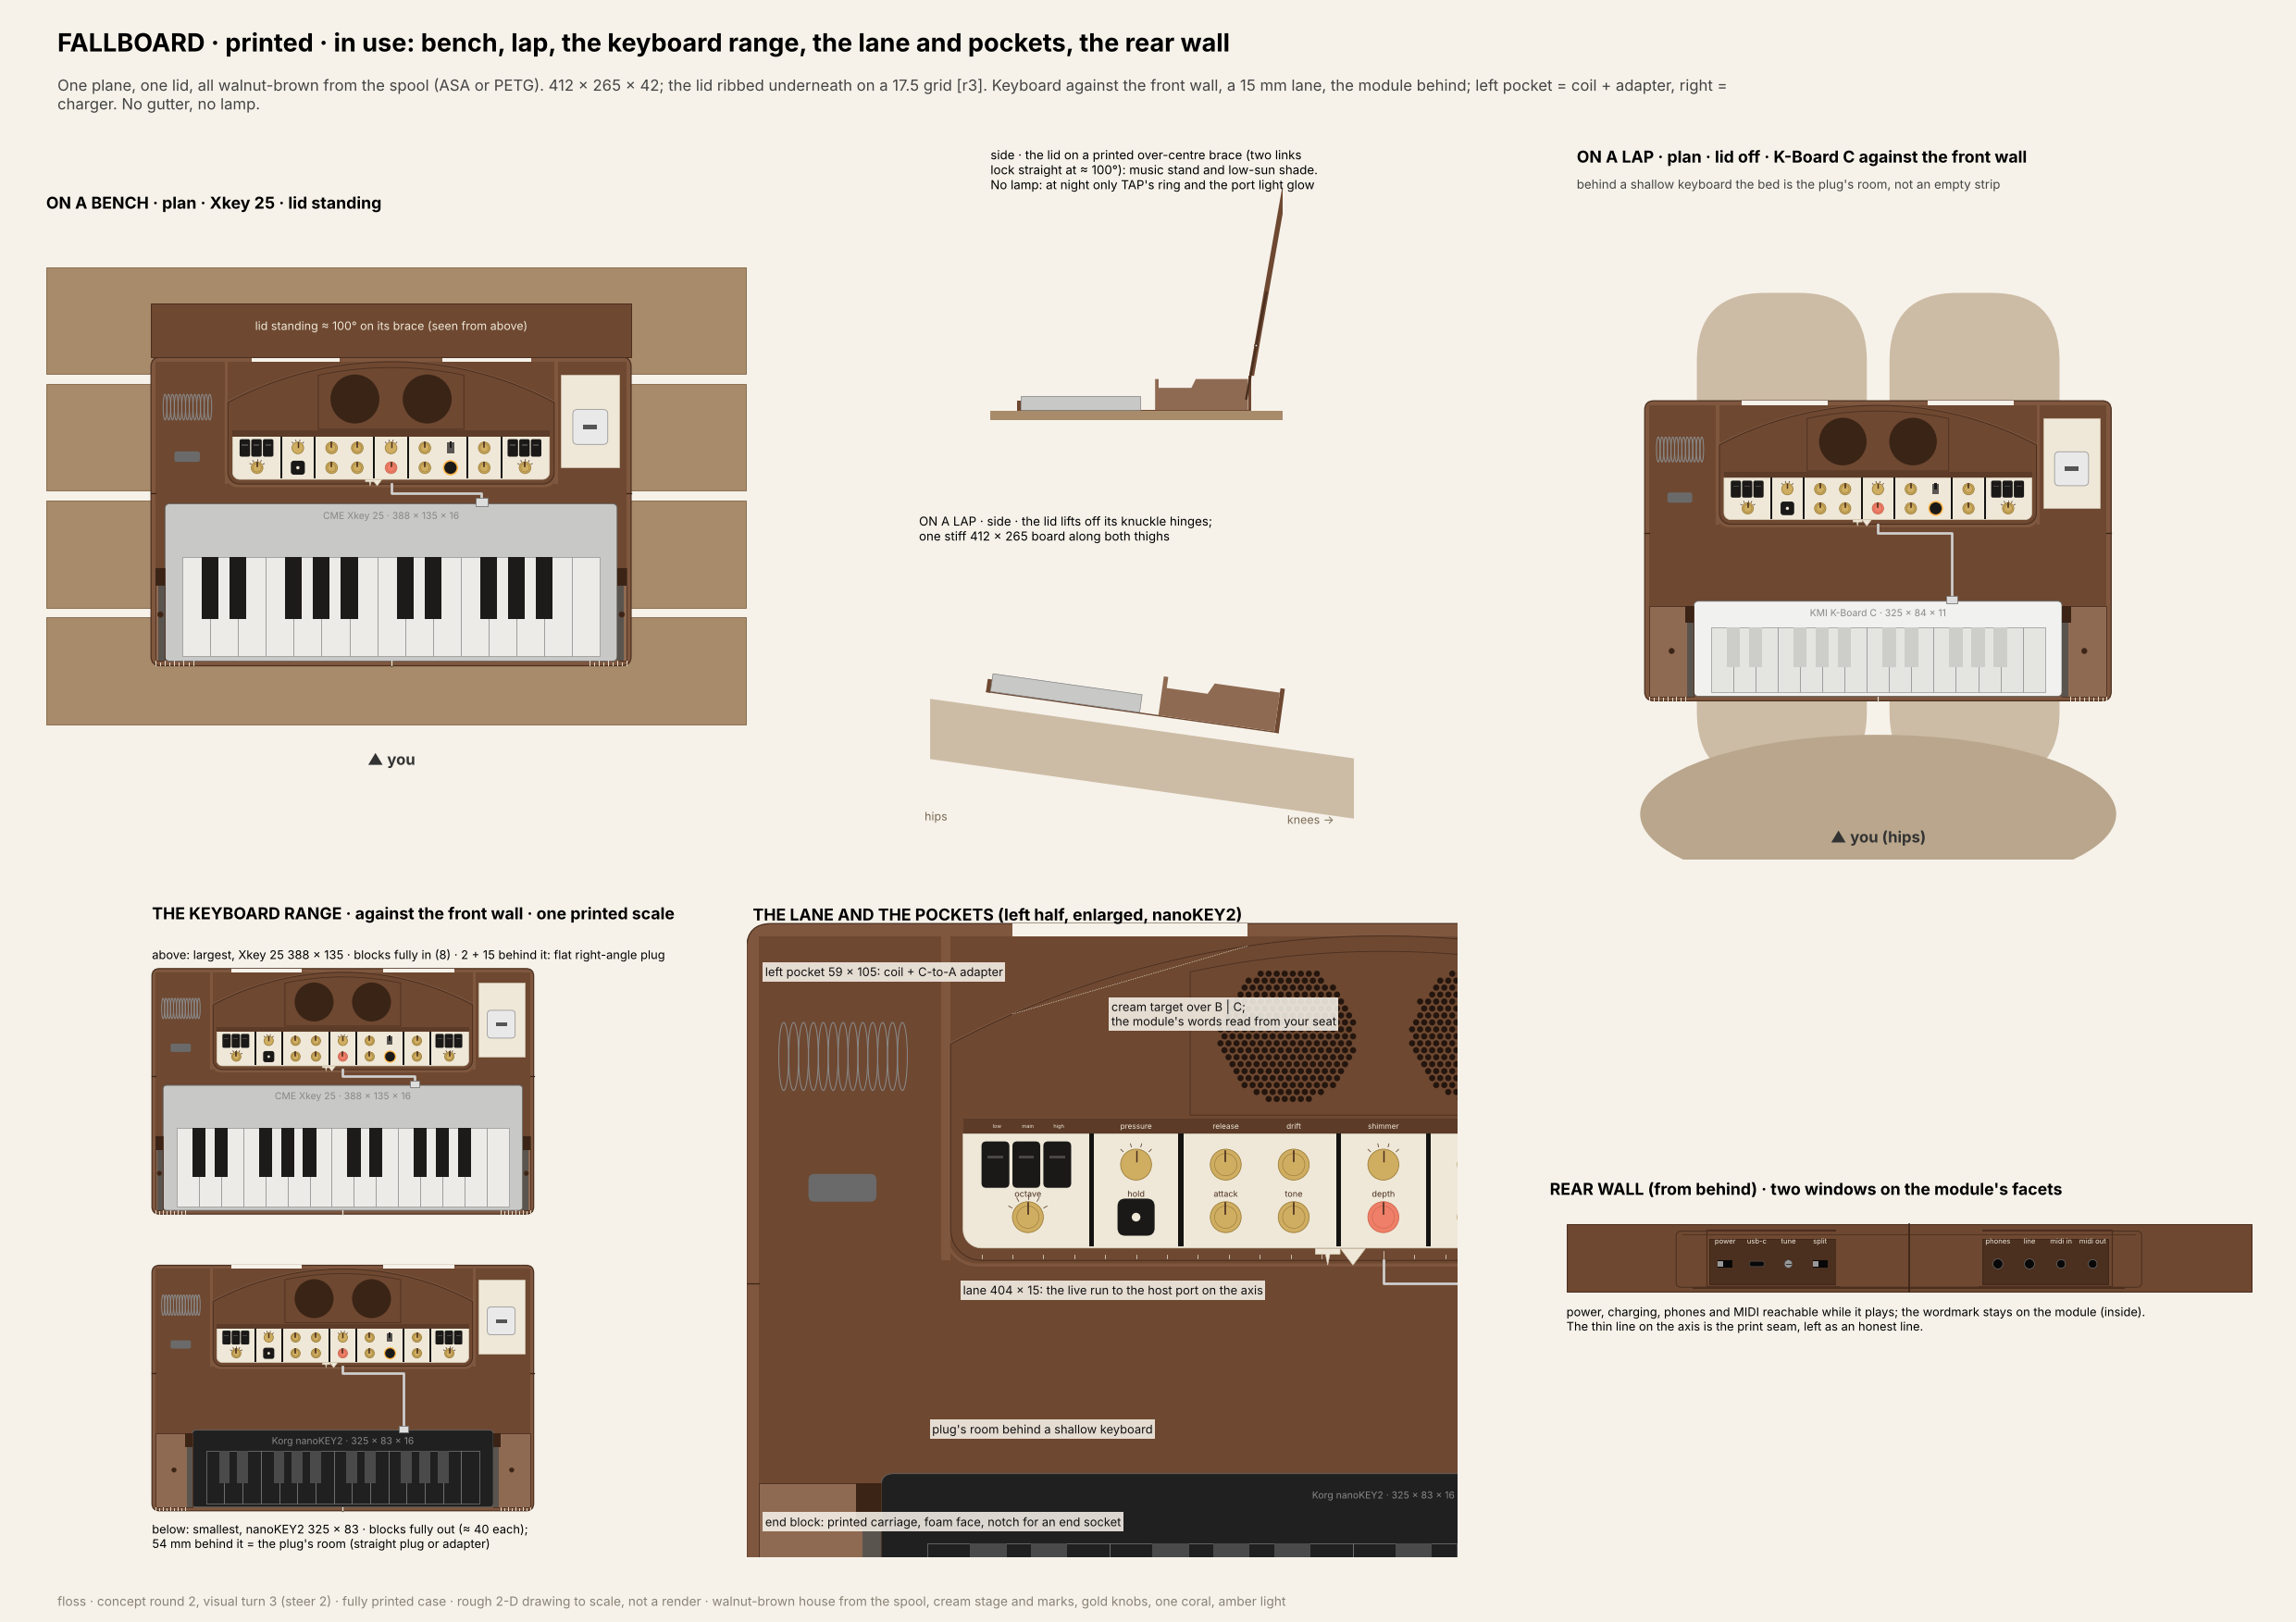 FALLBOARD · printed · in use: bench, lap, the keyboard range, the lane and pockets, the rear wall
One plane, one lid, all walnut-brown from the spool (ASA or PETG). 412 × 265 × 42; the lid ribbed underneath on a 17.5 grid [r3]. Keyboard against the front wall, a 15 mm lane, the module behind; left pocket = coil + adapter, right =
charger. No gutter, no lamp.
ON A BENCH · plan · Xkey 25 · lid standing
lid standing ≈ 100° on its brace (seen from above)
CME Xkey 25 · 388 × 135 × 16
▲ you
side · the lid on a printed over-centre brace (two links
lock straight at ≈ 100°): music stand and low-sun shade.
No lamp: at night only TAP's ring and the port light glow
ON A LAP · side · the lid lifts off its knuckle hinges;
one stiff 412 × 265 board along both thighs
hips
knees →
ON A LAP · plan · lid off · K-Board C against the front wall
behind a shallow keyboard the bed is the plug's room, not an empty strip
KMI K-Board C · 325 × 84 × 11
▲ you (hips)
THE KEYBOARD RANGE · against the front wall · one printed scale
above: largest, Xkey 25 388 × 135 · blocks fully in (8) · 2 + 15 behind it: flat right-angle plug
CME Xkey 25 · 388 × 135 × 16
Korg nanoKEY2 · 325 × 83 × 16
below: smallest, nanoKEY2 325 × 83 · blocks fully out (≈ 40 each);
54 mm behind it = the plug's room (straight plug or adapter)
THE LANE AND THE POCKETS (left half, enlarged, nanoKEY2)
left pocket 59 × 105: coil + C-to-A adapter
cream target over B | C;
the module's words read from your seat
low main high pressure release drift shimmer
octave hold attack tone depth
lane 404 × 15: the live run to the host port on the axis
plug's room behind a shallow keyboard
Korg nanoKEY2 · 325 × 83 × 16
end block: printed carriage, foam face, notch for an end socket
REAR WALL (from behind) · two windows on the module's facets
power usb-c tune split phones line midi in midi out
power, charging, phones and MIDI reachable while it plays; the wordmark stays on the module (inside).
The thin line on the axis is the print seam, left as an honest line.
floss · concept round 2, visual turn 3 (steer 2) · fully printed case · rough 2-D drawing to scale, not a render · walnut-brown house from the spool, cream stage and marks, gold knobs, one coral, amber light